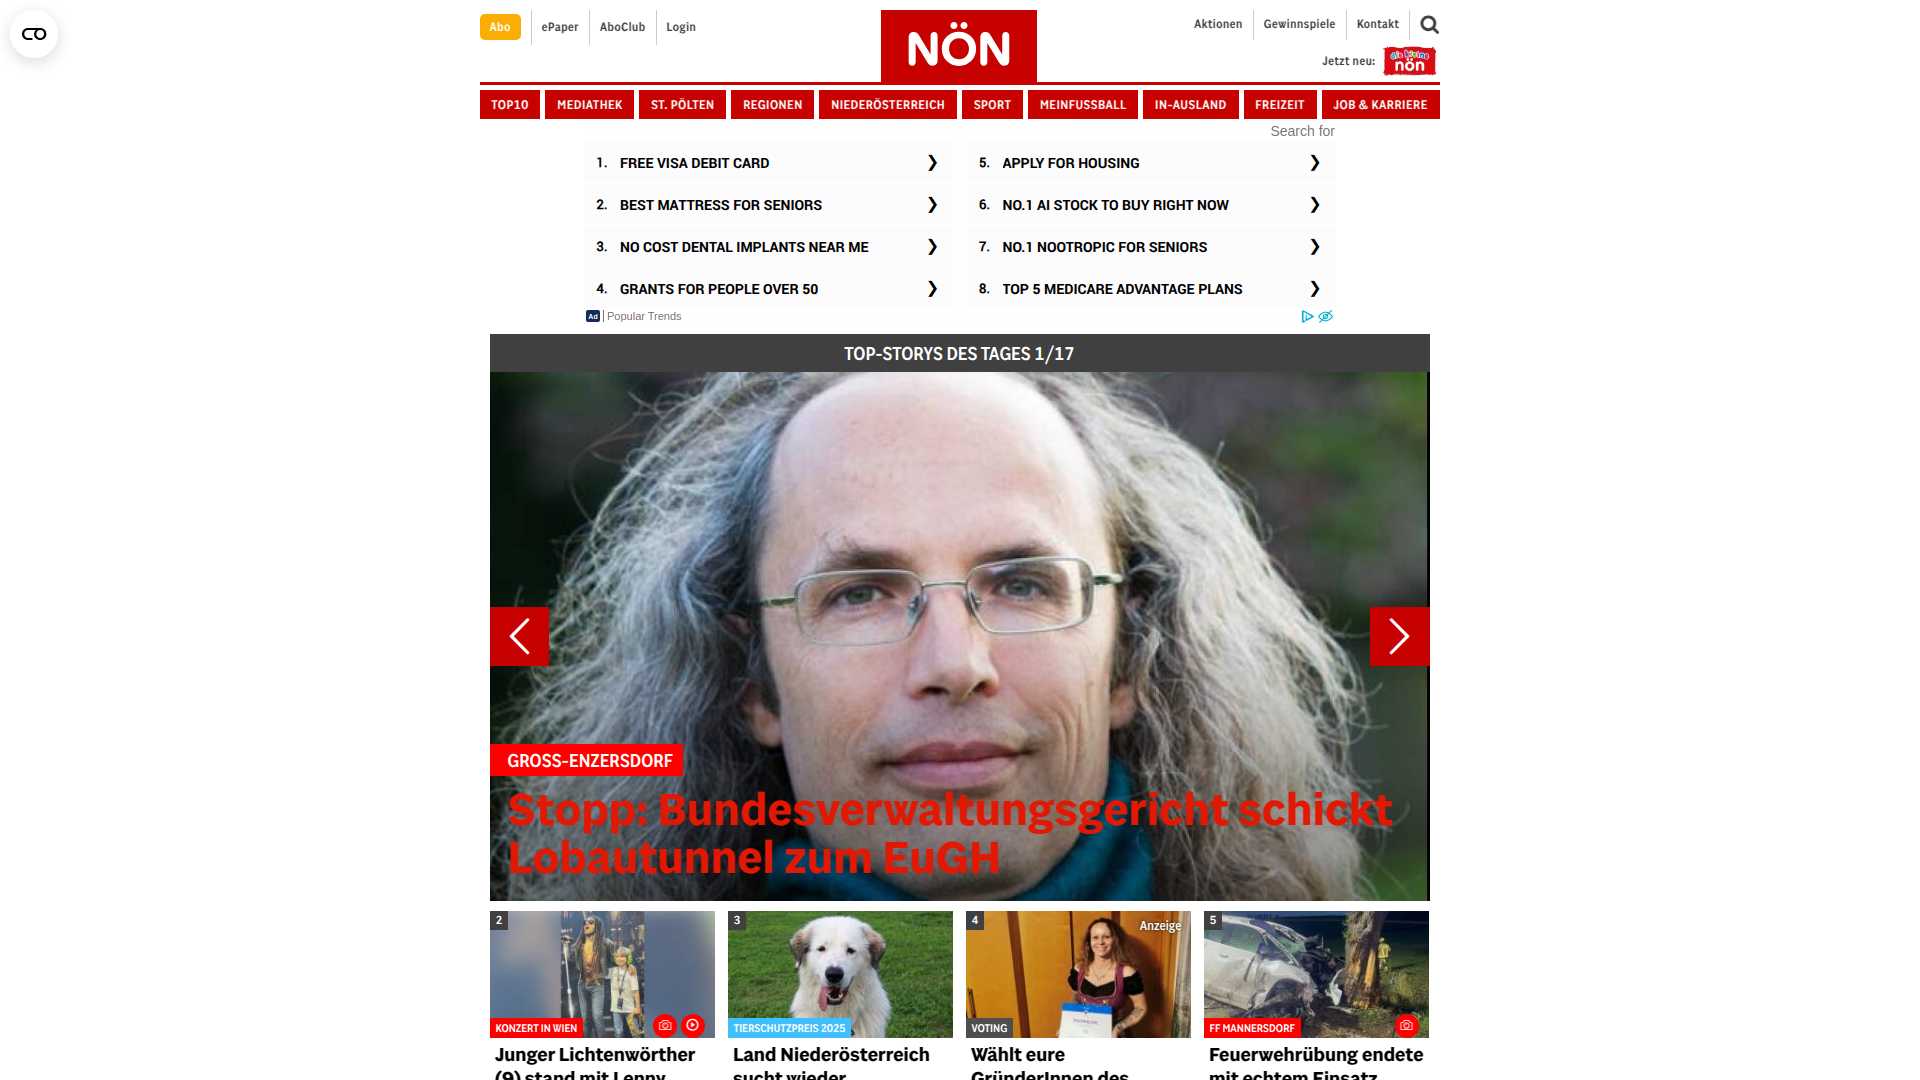 Abo
ePaper
AboClub
Login
NÖN
Aktionen
Gewinnspiele
Kontakt
Jetzt neu:
die kleine
nön
TOP10
MEDIATHEK
ST. PÖLTEN
REGIONEN
NIEDERÖSTERREICH
SPORT
MEINFUSSBALL
IN-AUSLAND
FREIZEIT
JOB & KARRIERE
Search for
1. FREE VISA DEBIT CARD
2. BEST MATTRESS FOR SENIORS
3. NO COST DENTAL IMPLANTS NEAR ME
4. GRANTS FOR PEOPLE OVER 50
5. APPLY FOR HOUSING
6. NO.1 AI STOCK TO BUY RIGHT NOW
7. NO.1 NOOTROPIC FOR SENIORS
8. TOP 5 MEDICARE ADVANTAGE PLANS
Ad | Popular Trends
TOP-STORYS DES TAGES 1/17
GROSS-ENZERSDORF
Stopp: Bundesverwaltungsgericht schickt
Lobautunnel zum EuGH
2
KONZERT IN WIEN
Junger Lichtenwörther
(9) stand mit Lenny
3
TIERSCHUTZPREIS 2025
Land Niederösterreich
sucht wieder
4
Anzeige
VOTING
Wählt eure
GründerInnen des
5
FF MANNERSDORF
Feuerwehrübung endete
mit echtem Einsatz